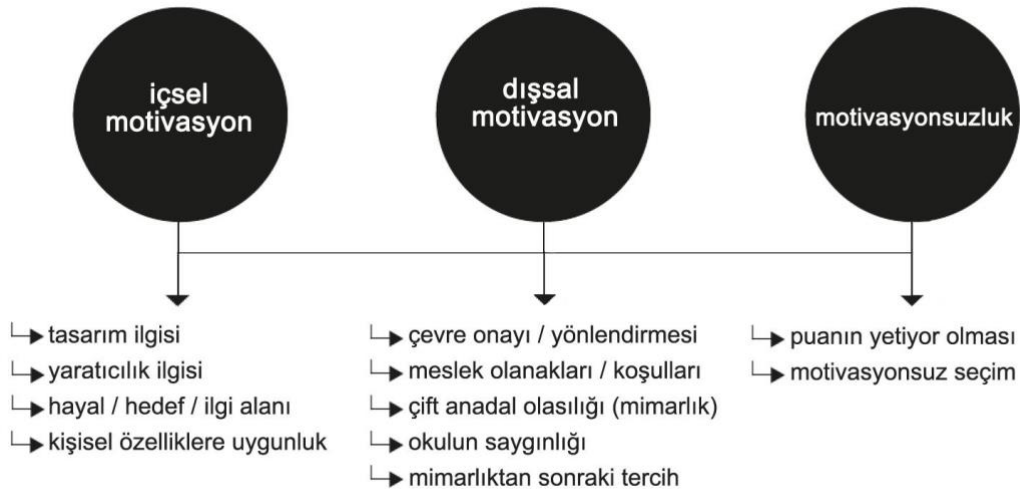 içsel
motivasyon
dışsal
motivasyon
motivasyonsuzluk
tasarım ilgisi
yaratıcılık ilgisi
hayal / hedef / ilgi alanı
kişisel özelliklere uygunluk
çevre onayı / yönlendirmesi
meslek olanakları / koşulları
çift anadal olasılığı (mimarlık)
okulun saygınlığı
mimarlıktan sonraki tercih
puanın yetiyor olması
motivasyonsuz seçim